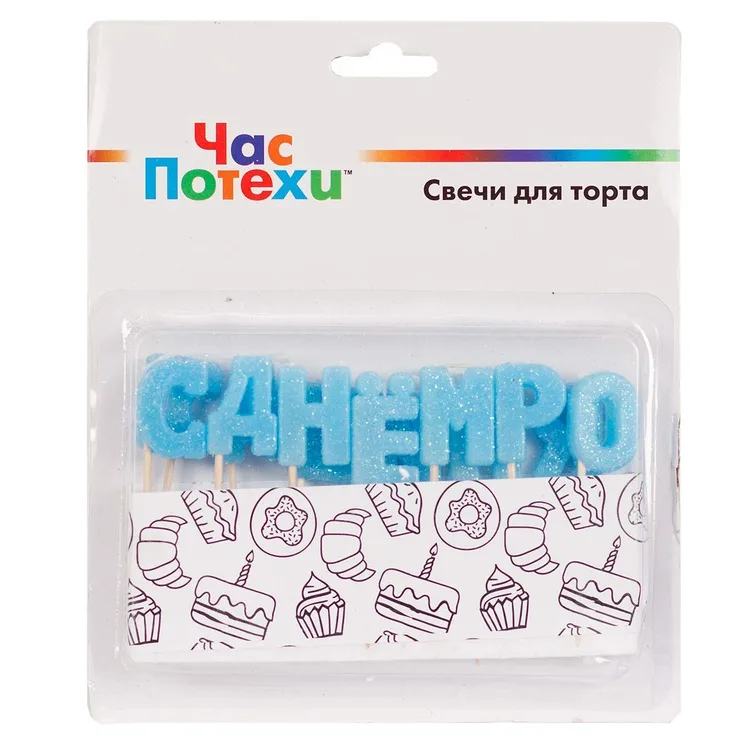 Час
Потехи™
Свечи для торта
СДНЁМРО